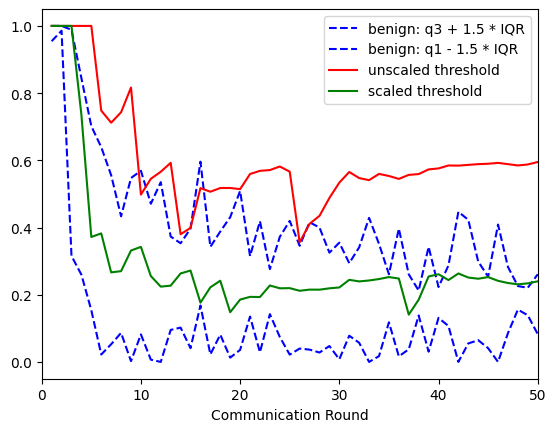 benign: q3 + 1.5 * IQR
benign: q1 - 1.5 * IQR
unscaled threshold
scaled threshold
1.0
0.8
0.6
0.4
0.2
0.0
0 10 20 30 40 50
Communication Round